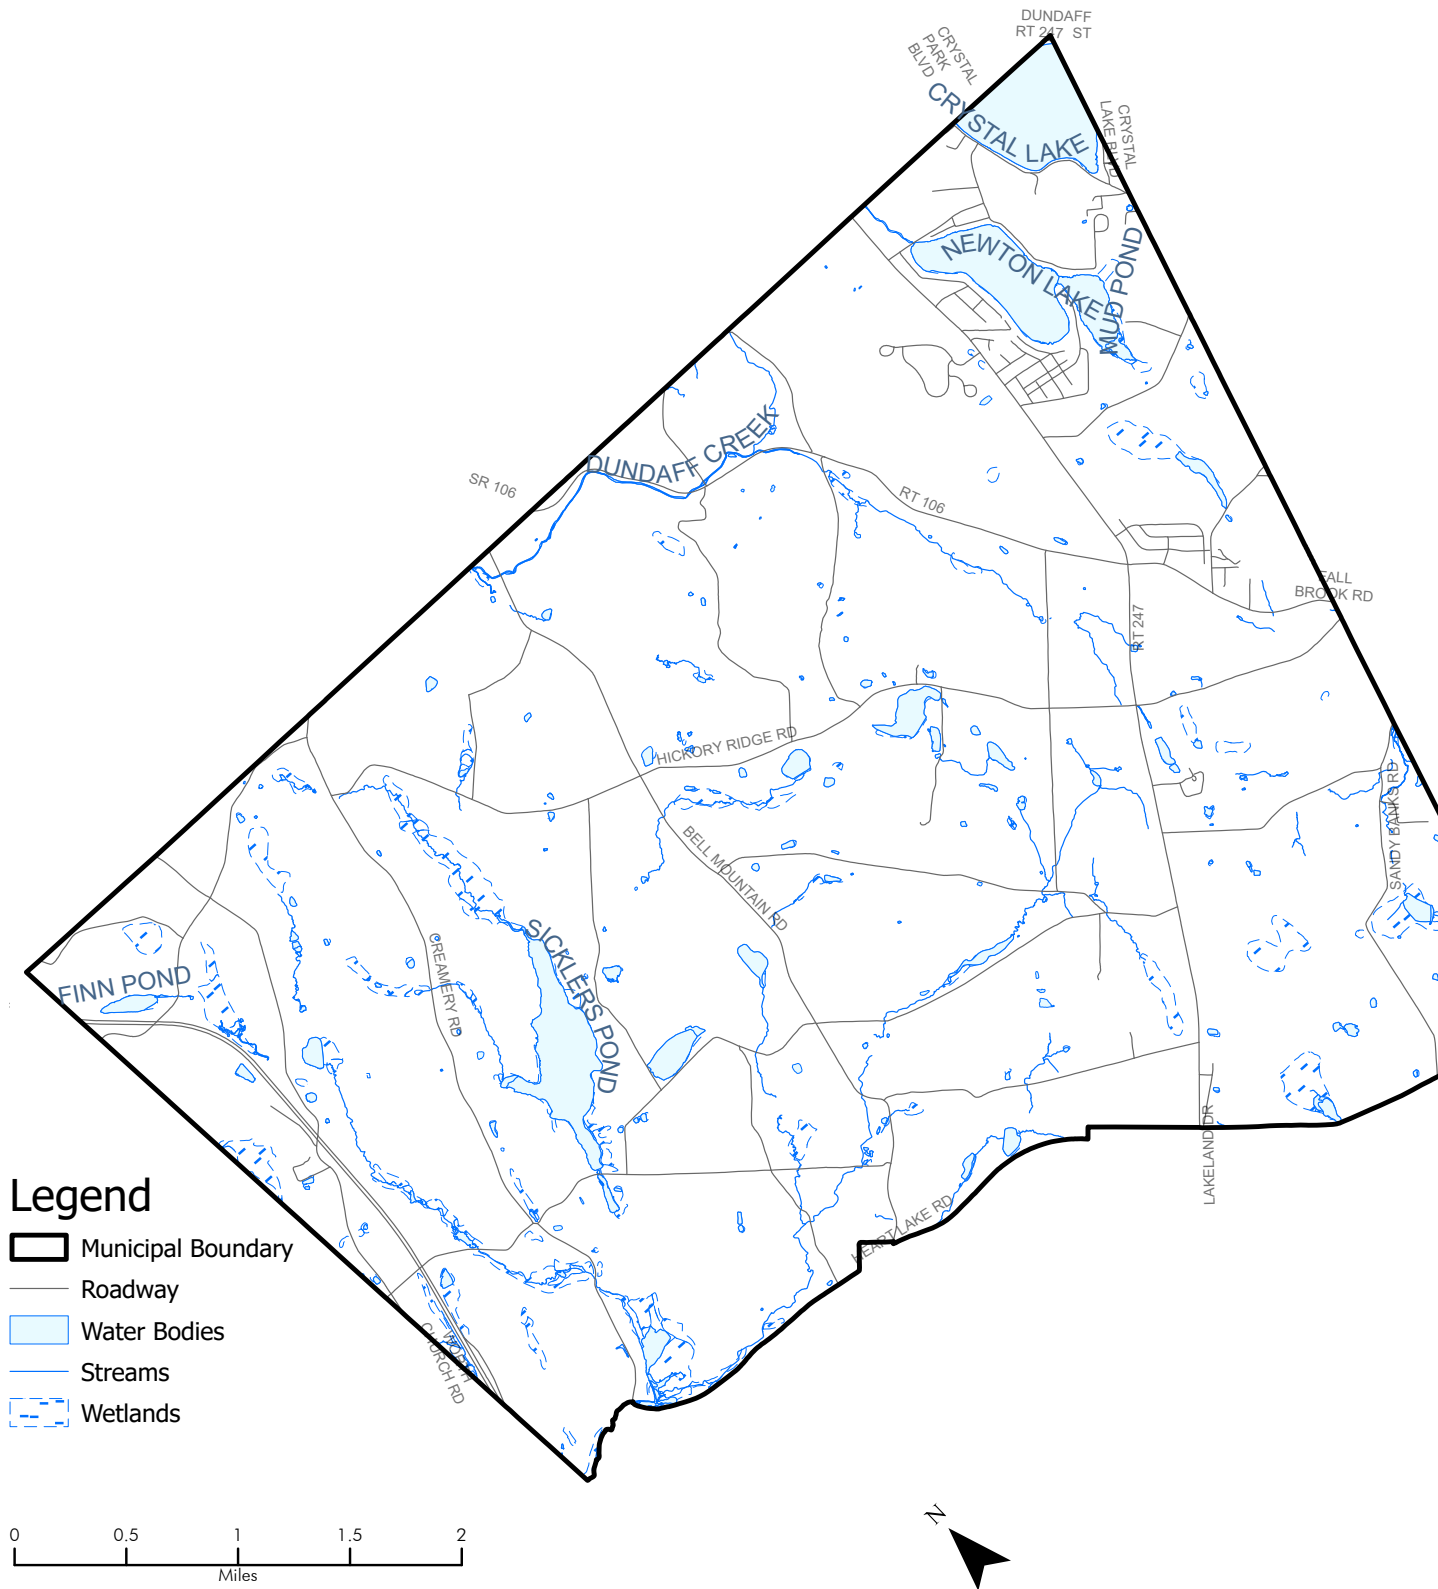 DUNDAFF
RT 247 ST
CRYSTAL
PARK
BLVD
CRYSTAL LAKE
CRYSTAL
LAKE BLVD
NEWTON LAKE
MUD POND
DUNDAFF CREEK
SR 106
RT 106
FALL
BROOK RD
RT 247
HICKORY RIDGE RD
SANDY BANKS RD
BELL MOUNTAIN RD
SICKLERS POND
CREAMERY RD
FINN POND
LAKELAND DR
HEART LAKE RD
NORTH
CHURCH RD
Legend
Municipal Boundary
Roadway
Water Bodies
Streams
Wetlands
0 0.5 1 1.5 2
Miles
N